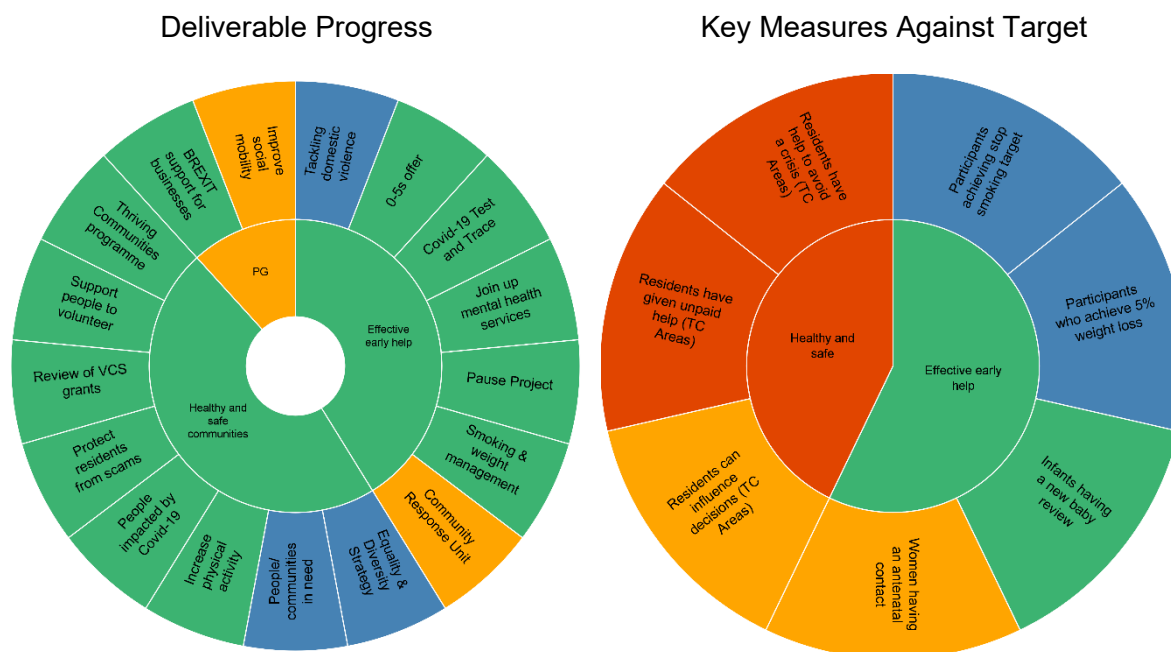 Deliverable Progress
Key Measures Against Target
Improve
social
mobility
Tackling
domestic
violence
0-5s offer
Covid-19 Test
and Trace
Join up
mental health
services
Pause Project
Smoking &
weight
management
Community
Response Unit
Equality &
Diversity
Strategy
People/
communities
in need
Increase
physical
activity
People
impacted by
Covid-19
Protect
residents
from scams
Review of VCS
grants
Support
people to
volunteer
Thriving
Communities
programme
BREXIT
support for
businesses
PG
Effective
early help
Healthy and
safe
communities
Residents have
help to avoid
a crisis (TC
Areas)
Participants
achieving stop
smoking target
Participants
who achieve 5%
weight loss
Infants having
a new baby
review
Women having
an antenatal
contact
Residents can
influence
decisions (TC
Areas)
Residents have
given unpaid
help (TC
Areas)
Healthy and
safe
Effective early
help